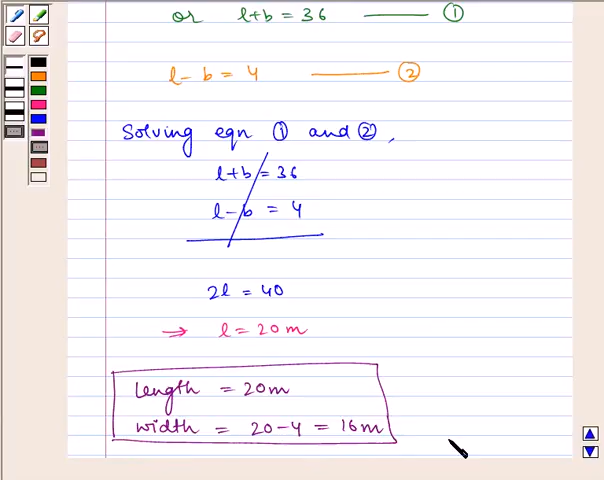 or l+b = 36 ①
l - b = 4 ②
Solving eqn ① and ②,
l+b = 36
l-b = 4
2l = 40
→ l = 20m
length = 20m
width = 20-4 = 16m